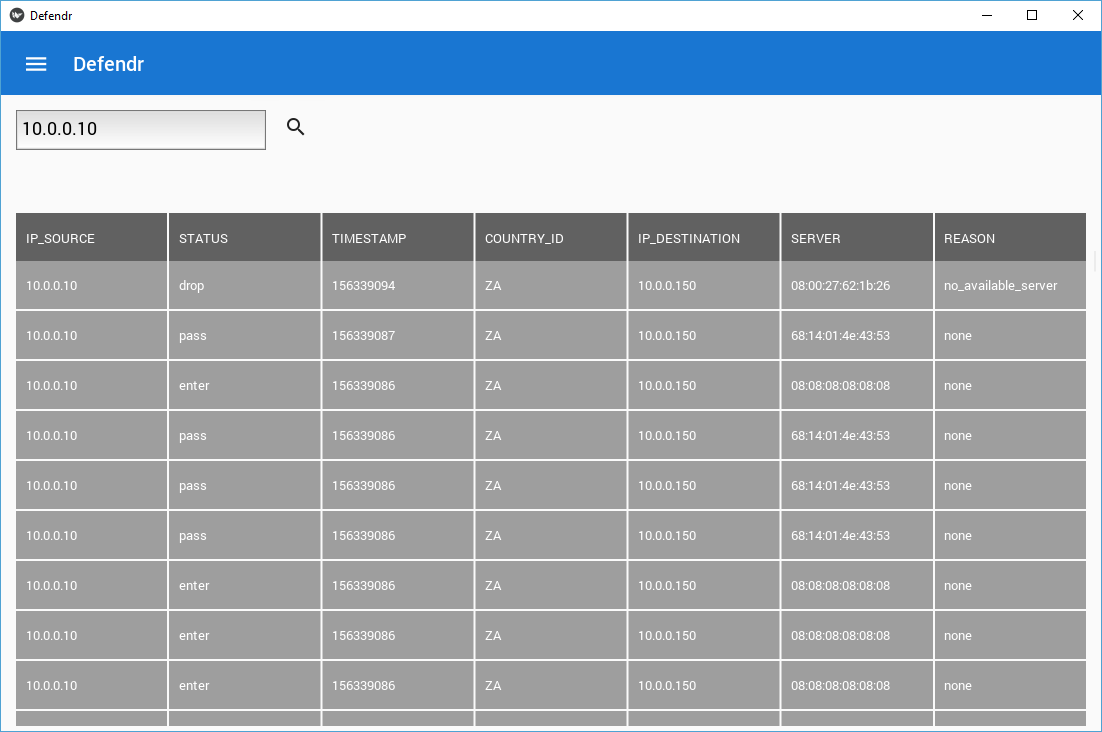 Defendr
Defendr
10.0.0.10
IP_SOURCE STATUS TIMESTAMP COUNTRY_ID IP_DESTINATION SERVER REASON
10.0.0.10 drop 156339094 ZA 10.0.0.150 08:00:27:62:1b:26 no_available_server
10.0.0.10 pass 156339087 ZA 10.0.0.150 68:14:01:4e:43:53 none
10.0.0.10 enter 156339086 ZA 10.0.0.150 08:08:08:08:08:08 none
10.0.0.10 pass 156339086 ZA 10.0.0.150 68:14:01:4e:43:53 none
10.0.0.10 pass 156339086 ZA 10.0.0.150 68:14:01:4e:43:53 none
10.0.0.10 pass 156339086 ZA 10.0.0.150 68:14:01:4e:43:53 none
10.0.0.10 enter 156339086 ZA 10.0.0.150 08:08:08:08:08:08 none
10.0.0.10 enter 156339086 ZA 10.0.0.150 08:08:08:08:08:08 none
10.0.0.10 enter 156339086 ZA 10.0.0.150 08:08:08:08:08:08 none